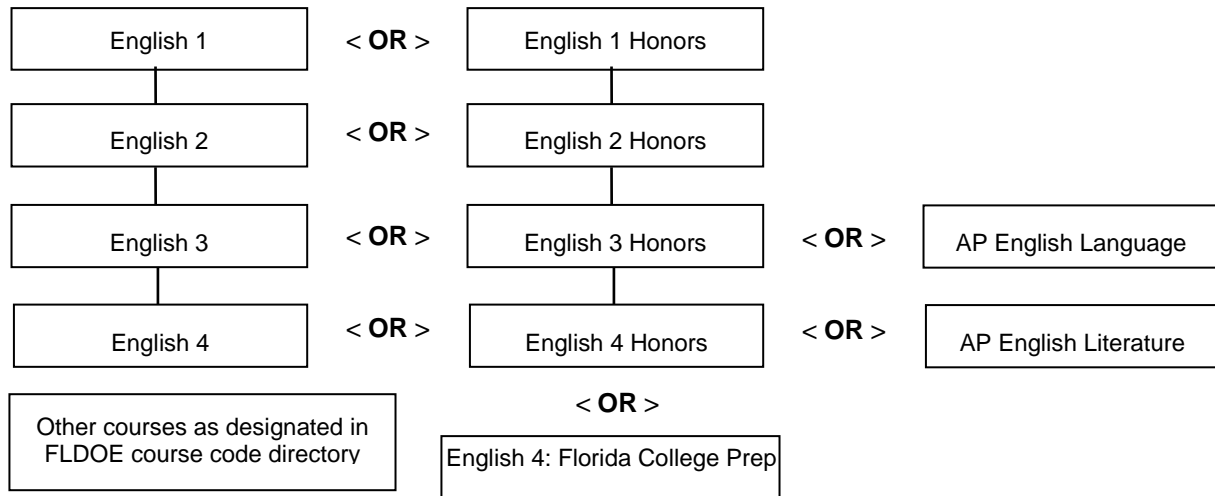 English 1 < OR > English 1 Honors
English 2 < OR > English 2 Honors
English 3 < OR > English 3 Honors < OR > AP English Language
English 4 < OR > English 4 Honors < OR > AP English Literature
< OR >
Other courses as designated in
FLDOE course code directory
English 4: Florida College Prep